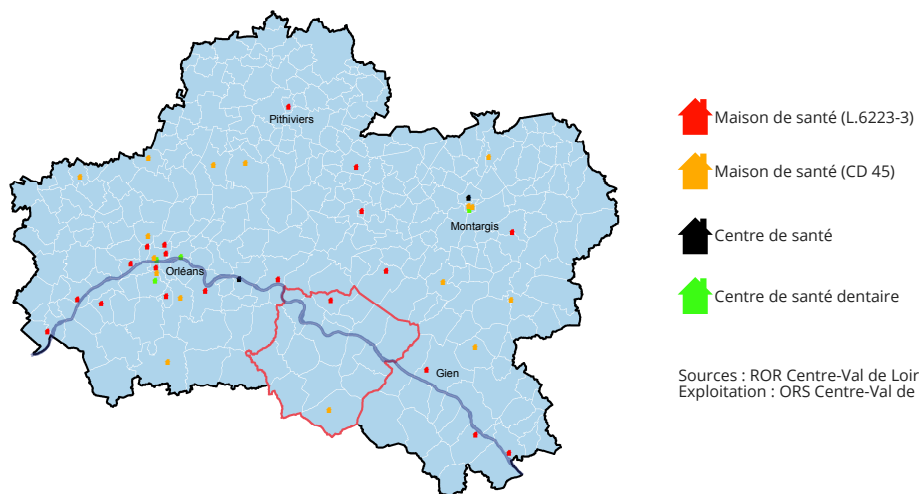 Pithiviers
Montargis
Orléans
Gien
Maison de santé (L.6223-3)
Maison de santé (CD 45)
Centre de santé
Centre de santé dentaire
Sources : ROR Centre-Val de Loir
Exploitation : ORS Centre-Val de